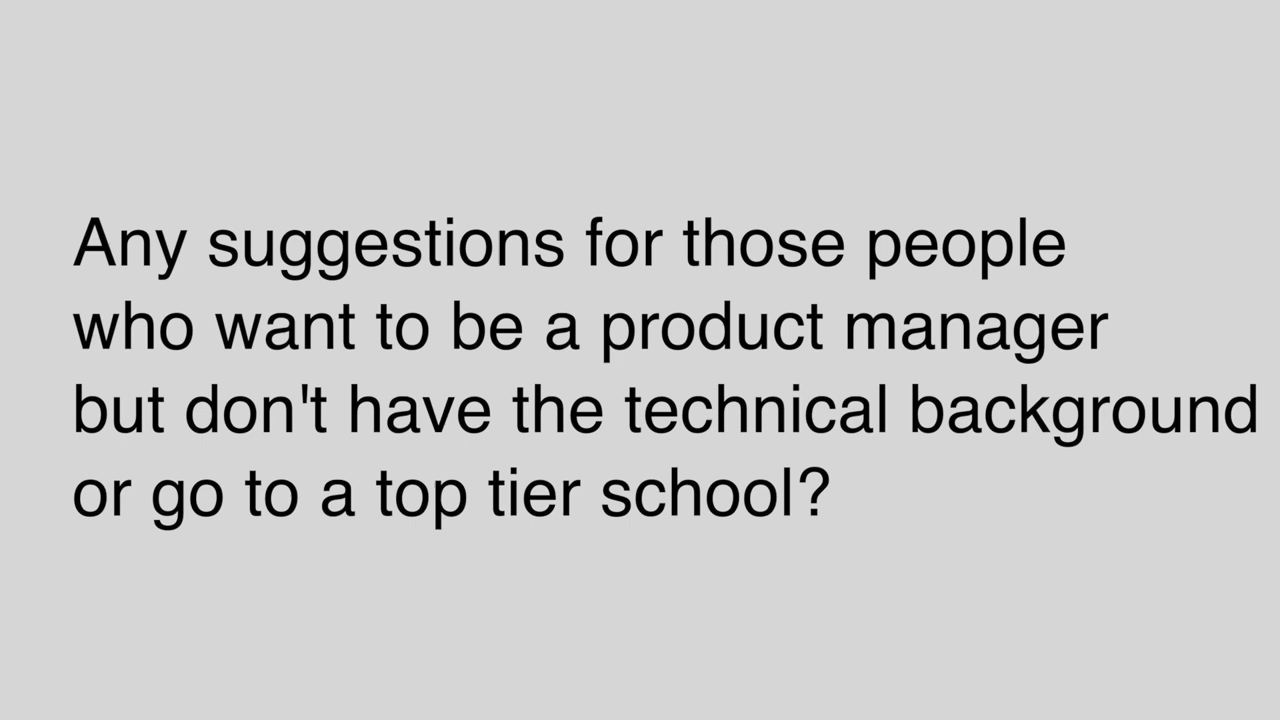 Any suggestions for those people
who want to be a product manager
but don't have the technical background
or go to a top tier school?